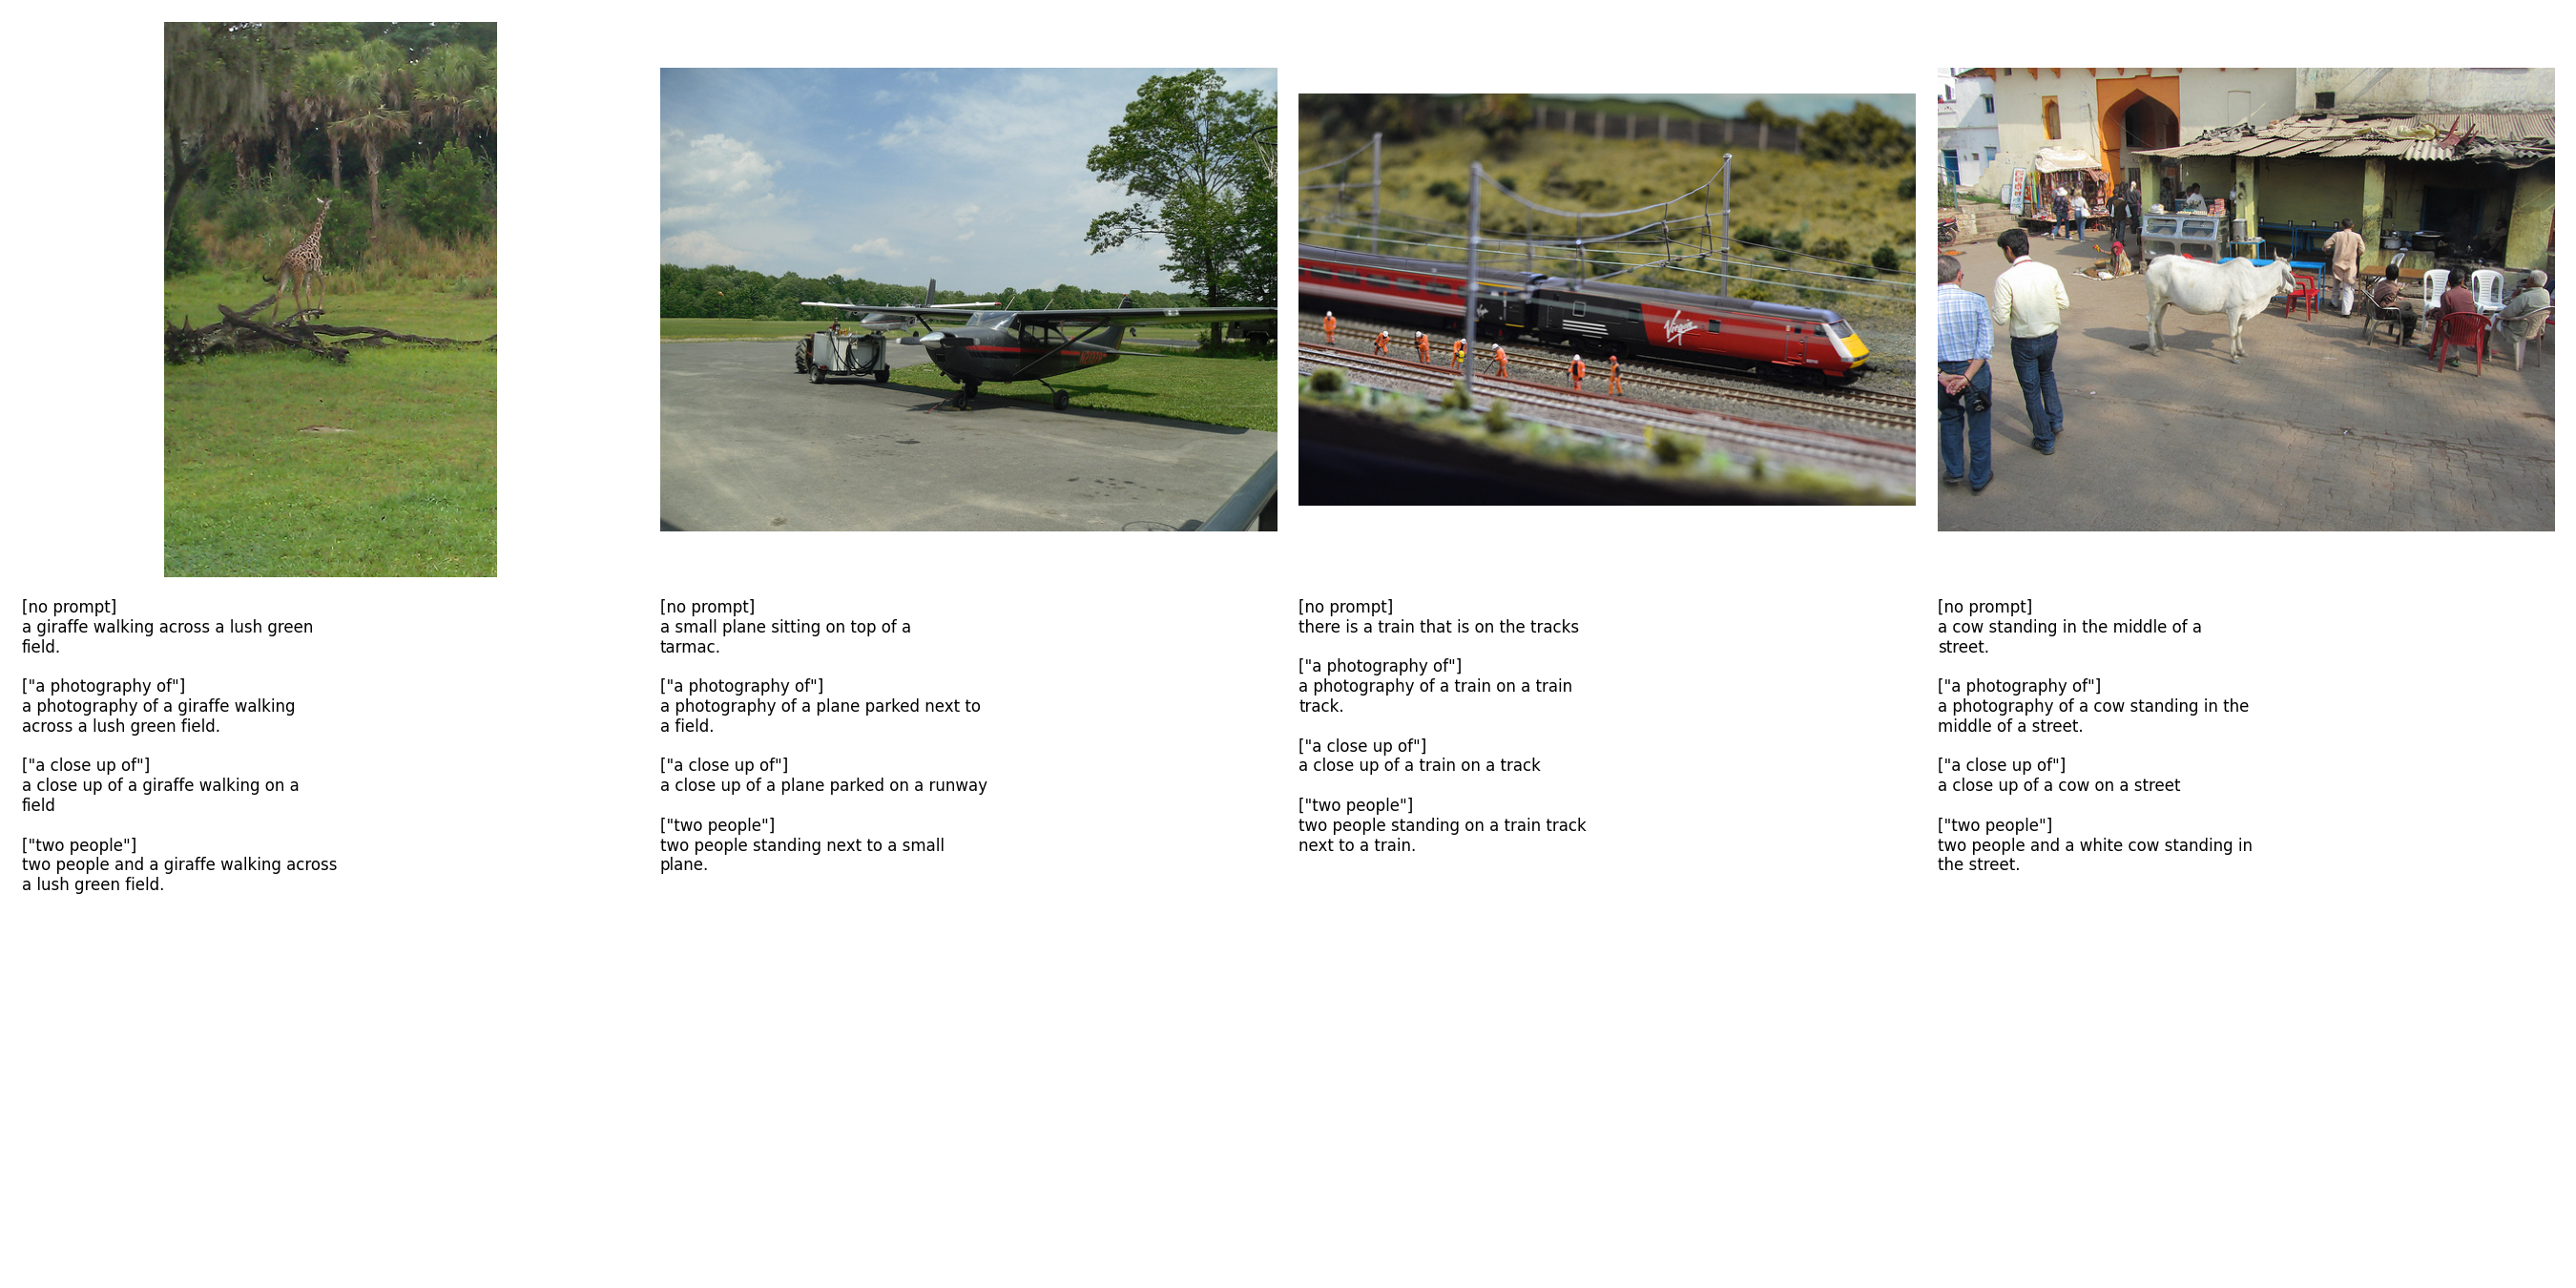 Virgin
[no prompt]
a giraffe walking across a lush green
field.
["a photography of"]
a photography of a giraffe walking
across a lush green field.
["a close up of"]
a close up of a giraffe walking on a
field
["two people"]
two people and a giraffe walking across
a lush green field.
[no prompt]
a small plane sitting on top of a
tarmac.
["a photography of"]
a photography of a plane parked next to
a field.
["a close up of"]
a close up of a plane parked on a runway
["two people"]
two people standing next to a small
plane.
[no prompt]
there is a train that is on the tracks
["a photography of"]
a photography of a train on a train
track.
["a close up of"]
a close up of a train on a track
["two people"]
two people standing on a train track
next to a train.
[no prompt]
a cow standing in the middle of a
street.
["a photography of"]
a photography of a cow standing in the
middle of a street.
["a close up of"]
a close up of a cow on a street
["two people"]
two people and a white cow standing in
the street.